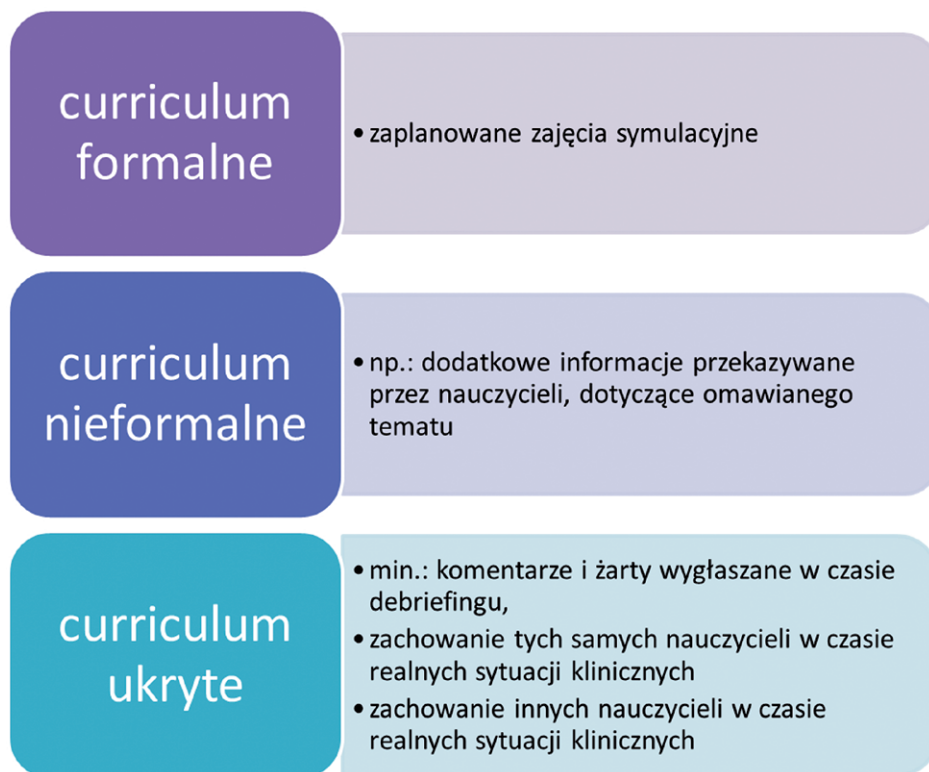 curriculum
formalne
• zaplanowane zajęcia symulacyjne
curriculum
nieformalne
• np.: dodatkowe informacje przekazywane
przez nauczycieli, dotyczące omawianego
tematu
curriculum
ukryte
• min.: komentarze i żarty wygłaszane w czasie
debriefingu,
• zachowanie tych samych nauczycieli w czasie
realnych sytuacji klinicznych
• zachowanie innych nauczycieli w czasie
realnych sytuacji klinicznych